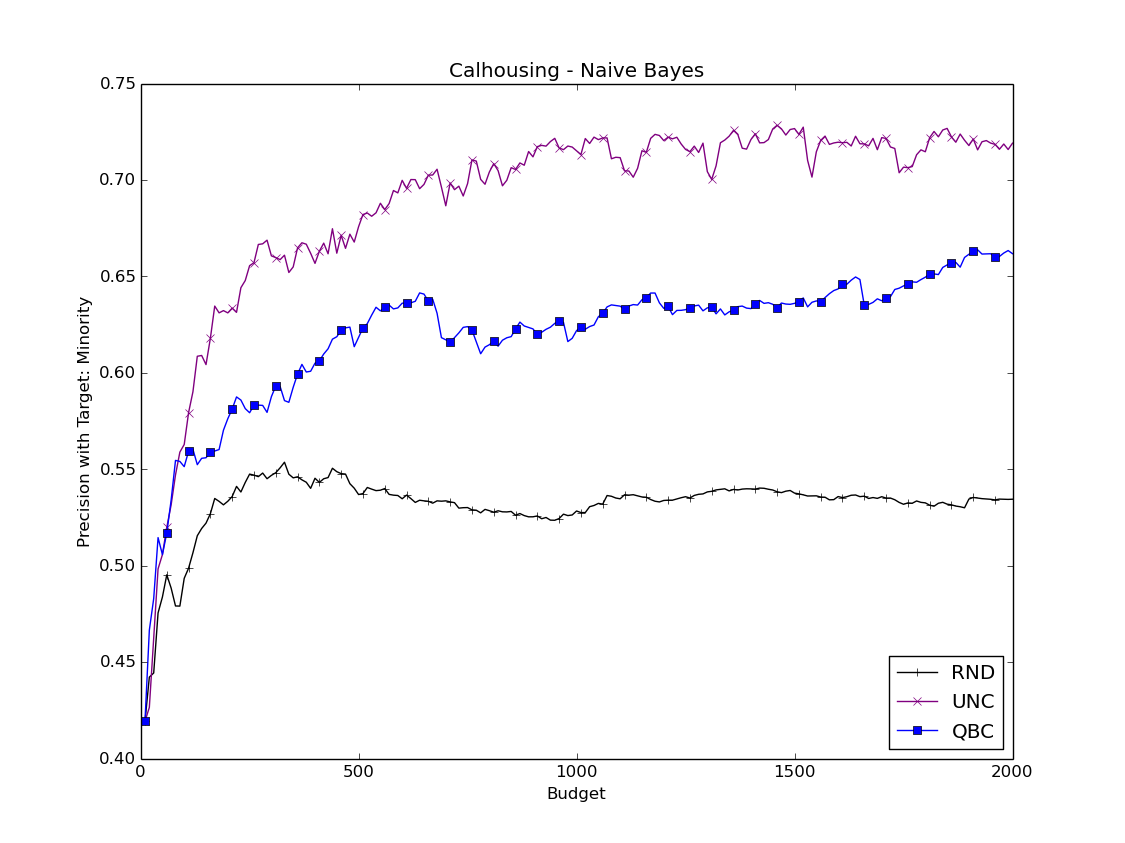 Calhousing - Naive Bayes
0.75
0.70
0.65
0.60
0.55
0.50
0.45
0.40
Precision with Target: Minority
RND
UNC
QBC
0
500
1000
1500
2000
Budget